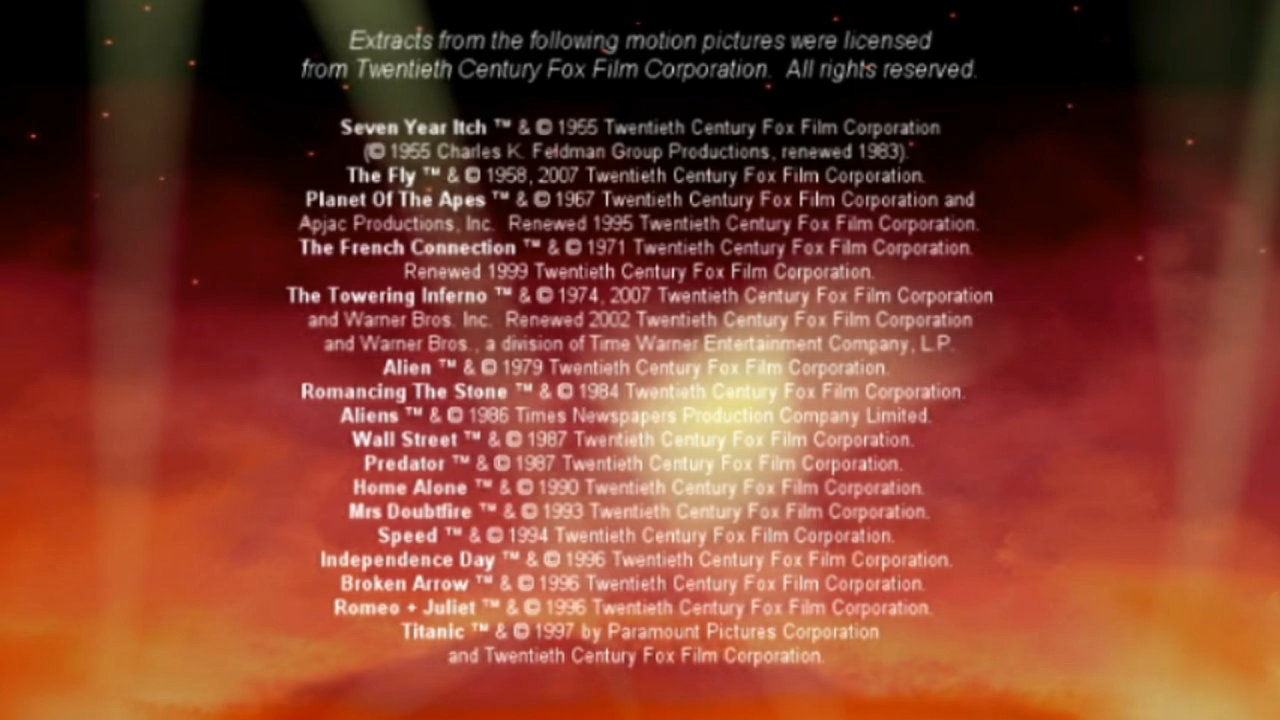 Extracts from the following motion pictures were licensed
from Twentieth Century Fox Film Corporation. All rights reserved.
Seven Year Itch ™ & © 1955 Twentieth Century Fox Film Corporation
(© 1955 Charles K. Feldman Group Productions, renewed 1983).
The Fly ™ & © 1958, 2007 Twentieth Century Fox Film Corporation.
Planet Of The Apes ™ & © 1967 Twentieth Century Fox Film Corporation and
Apjac Productions, Inc. Renewed 1995 Twentieth Century Fox Film Corporation.
The French Connection ™ & © 1971 Twentieth Century Fox Film Corporation.
Renewed 1999 Twentieth Century Fox Film Corporation.
The Towering Inferno ™ & © 1974, 2007 Twentieth Century Fox Film Corporation
and Warner Bros. Inc. Renewed 2002 Twentieth Century Fox Film Corporation
and Warner Bros., a division of Time Warner Entertainment Company, L.P.
Alien ™ & © 1979 Twentieth Century Fox Film Corporation.
Romancing The Stone ™ & © 1984 Twentieth Century Fox Film Corporation.
Aliens ™ & © 1986 Times Newspapers Production Company Limited.
Wall Street ™ & © 1987 Twentieth Century Fox Film Corporation.
Predator ™ & © 1987 Twentieth Century Fox Film Corporation.
Home Alone ™ & © 1990 Twentieth Century Fox Film Corporation.
Mrs Doubtfire ™ & © 1993 Twentieth Century Fox Film Corporation.
Speed ™ & © 1994 Twentieth Century Fox Film Corporation.
Independence Day ™ & © 1996 Twentieth Century Fox Film Corporation.
Broken Arrow ™ & © 1996 Twentieth Century Fox Film Corporation.
Romeo + Juliet ™ & © 1996 Twentieth Century Fox Film Corporation.
Titanic ™ & © 1997 by Paramount Pictures Corporation
and Twentieth Century Fox Film Corporation.